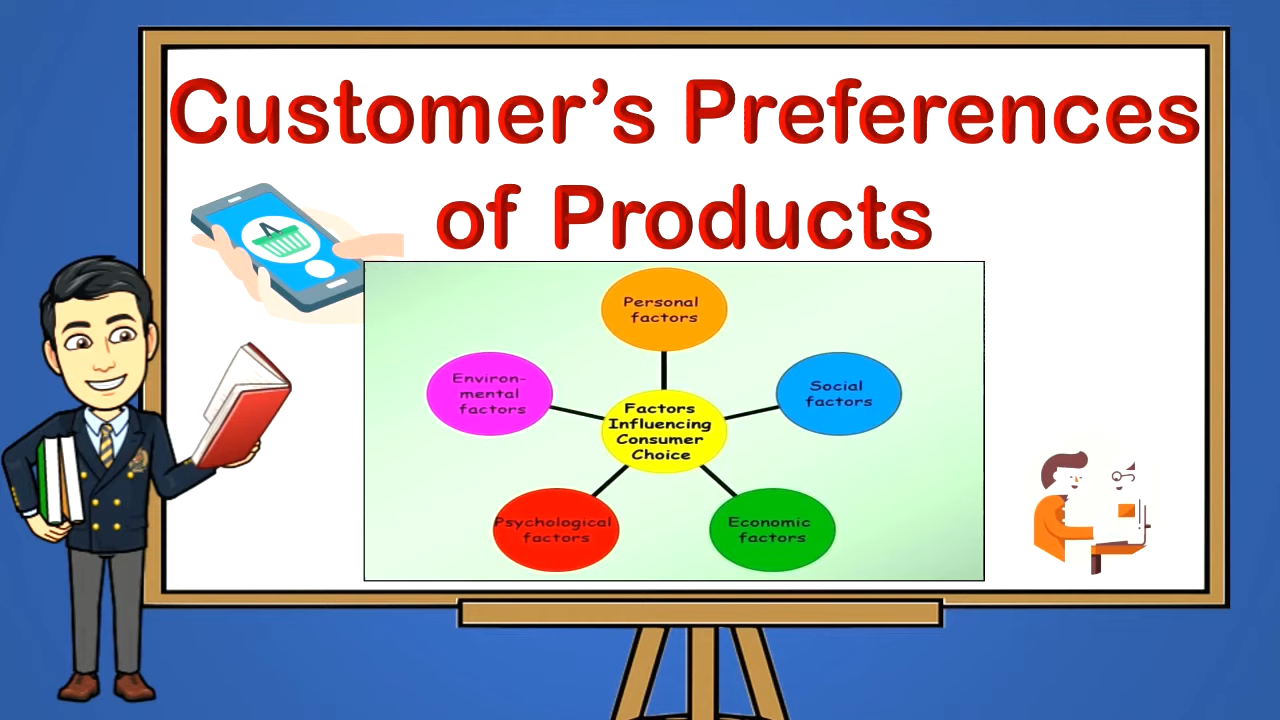 Customer’s Preferences
of Products
Personal
factors
Environ-
mental
factors
Social
factors
Factors
Influencing
Consumer
Choice
Psychological
factors
Economic
factors